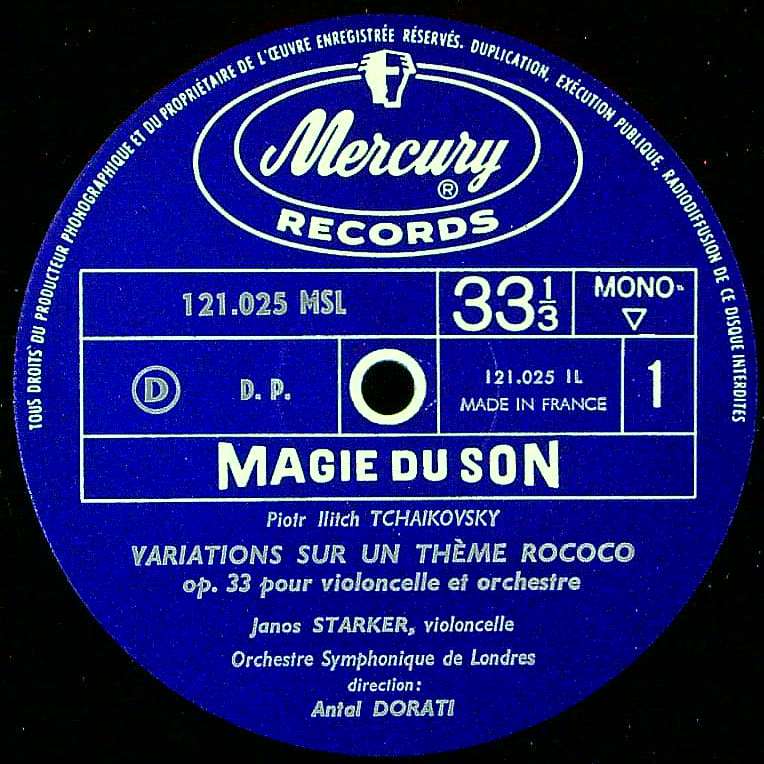 TOUS DROITS DU PRODUCTEUR PHONOGRAPHIQUE ET DU PROPRIÉTAIRE DE L'ŒUVRE ENREGISTRÉE RÉSERVÉS. DUPLICATION, EXÉCUTION PUBLIQUE, RADIODIFFUSION DE CE DISQUE INTERDITES
Mercury
®
RECORDS
121.025 MSL
33 1/3
MONO
▽
D
D. P.
121.025 1L
MADE IN FRANCE
1
MAGIE DU SON
Piotr Ilitch TCHAIKOVSKY
VARIATIONS SUR UN THÈME ROCOCO
op. 33 pour violoncelle et orchestre
Janos STARKER, violoncelle
Orchestre Symphonique de Londres
direction:
Antal DORATI